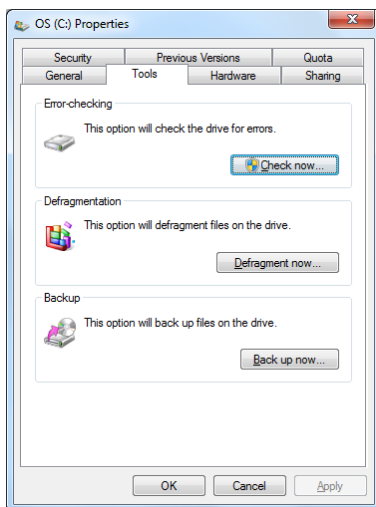 OS (C:) Properties
Security Previous Versions Quota
General Tools Hardware Sharing
Error-checking
This option will check the drive for errors.
Check now...
Defragmentation
This option will defragment files on the drive.
Defragment now...
Backup
This option will back up files on the drive.
Back up now...
OK Cancel Apply